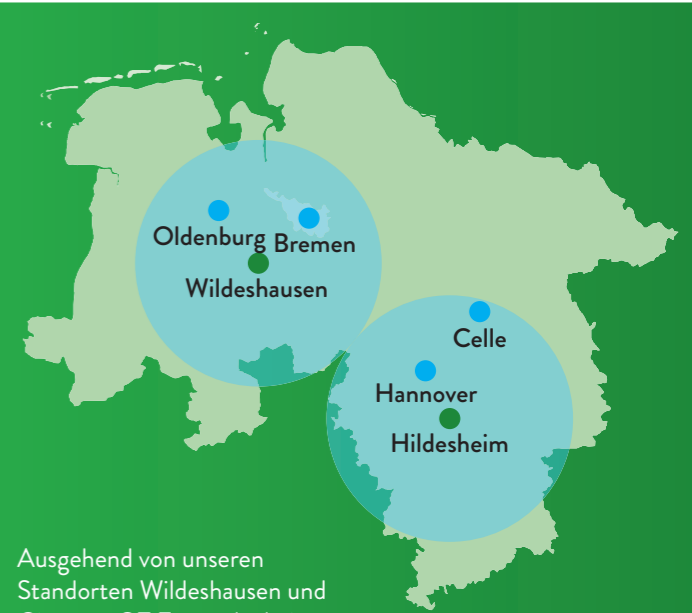 Oldenburg
Bremen
Wildeshausen
Celle
Hannover
Hildesheim
Ausgehend von unseren
Standorten Wildeshausen und